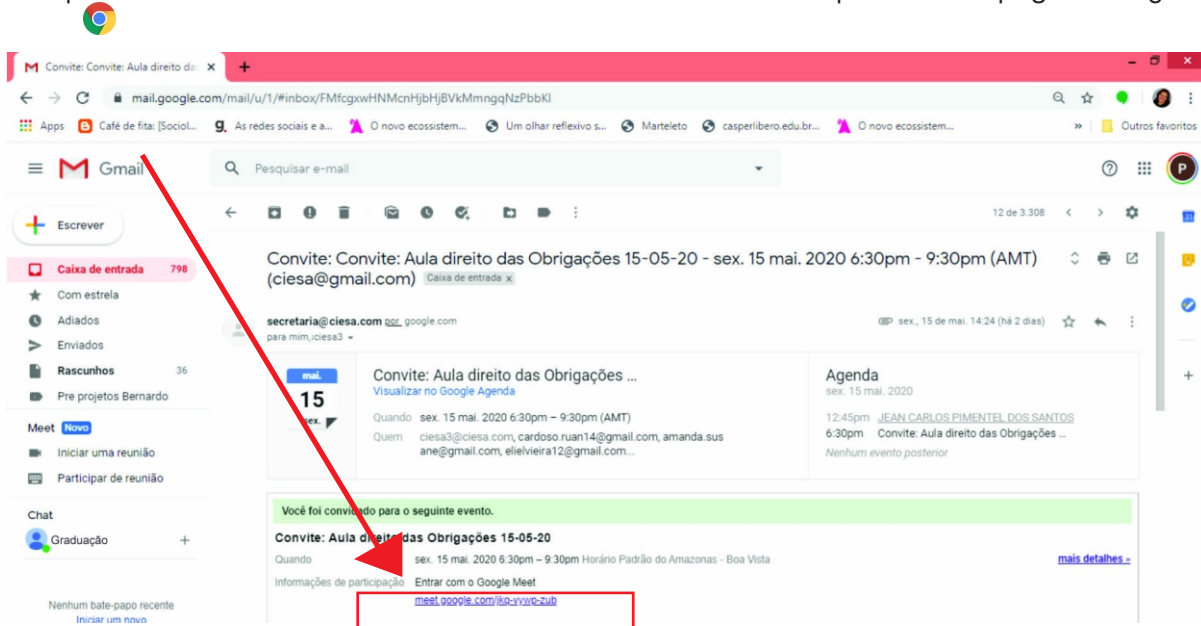 Convite: Convite: Aula direito da
mail.google.com/mail/u/1/#inbox/FMfcgxwHNMcnHjbHjBVkMmngqNzPbbKl
Apps Café de fita: [Sociol... As redes sociais e a... O novo ecossistem... Um olhar reflexivo s... Marteleto casperlibero.edu.br... O novo ecossistem... » Outros favoritos
Gmail
Pesquisar e-mail
P
Escrever
12 de 3.308
Caixa de entrada 798
Com estrela
Adiados
Enviados
Rascunhos 36
Pre projetos Bernardo
Meet Novo
Iniciar uma reunião
Participar de reunião
Chat
Graduação +
Nenhum bate-papo recente
Iniciar um novo
Convite: Convite: Aula direito das Obrigações 15-05-20 - sex. 15 mai. 2020 6:30pm - 9:30pm (AMT)
(ciesa@gmail.com) Caixa de entrada x
secretaria@ciesa.com por google.com
sex., 15 de mai. 14:24 (há 2 dias)
para mim, ciesa3
mai.
15
sex.
Convite: Aula direito das Obrigações ...
Visualizar no Google Agenda
Quando sex. 15 mai. 2020 6:30pm – 9:30pm (AMT)
Quem ciesa3@ciesa.com, cardoso.ruan14@gmail.com, amanda.sus
ane@gmail.com, elielvieira12@gmail.com...
Agenda
sex. 15 mai. 2020
12:45pm JEAN CARLOS PIMENTEL DOS SANTOS
6:30pm Convite: Aula direito das Obrigações ...
Nenhum evento posterior
Você foi convidado para o seguinte evento.
Convite: Aula direito das Obrigações 15-05-20
Quando sex. 15 mai. 2020 6:30pm – 9:30pm Horário Padrão do Amazonas - Boa Vista
mais detalhes »
Informações de participação Entrar com o Google Meet
meet.google.com/jkq-vywp-zub